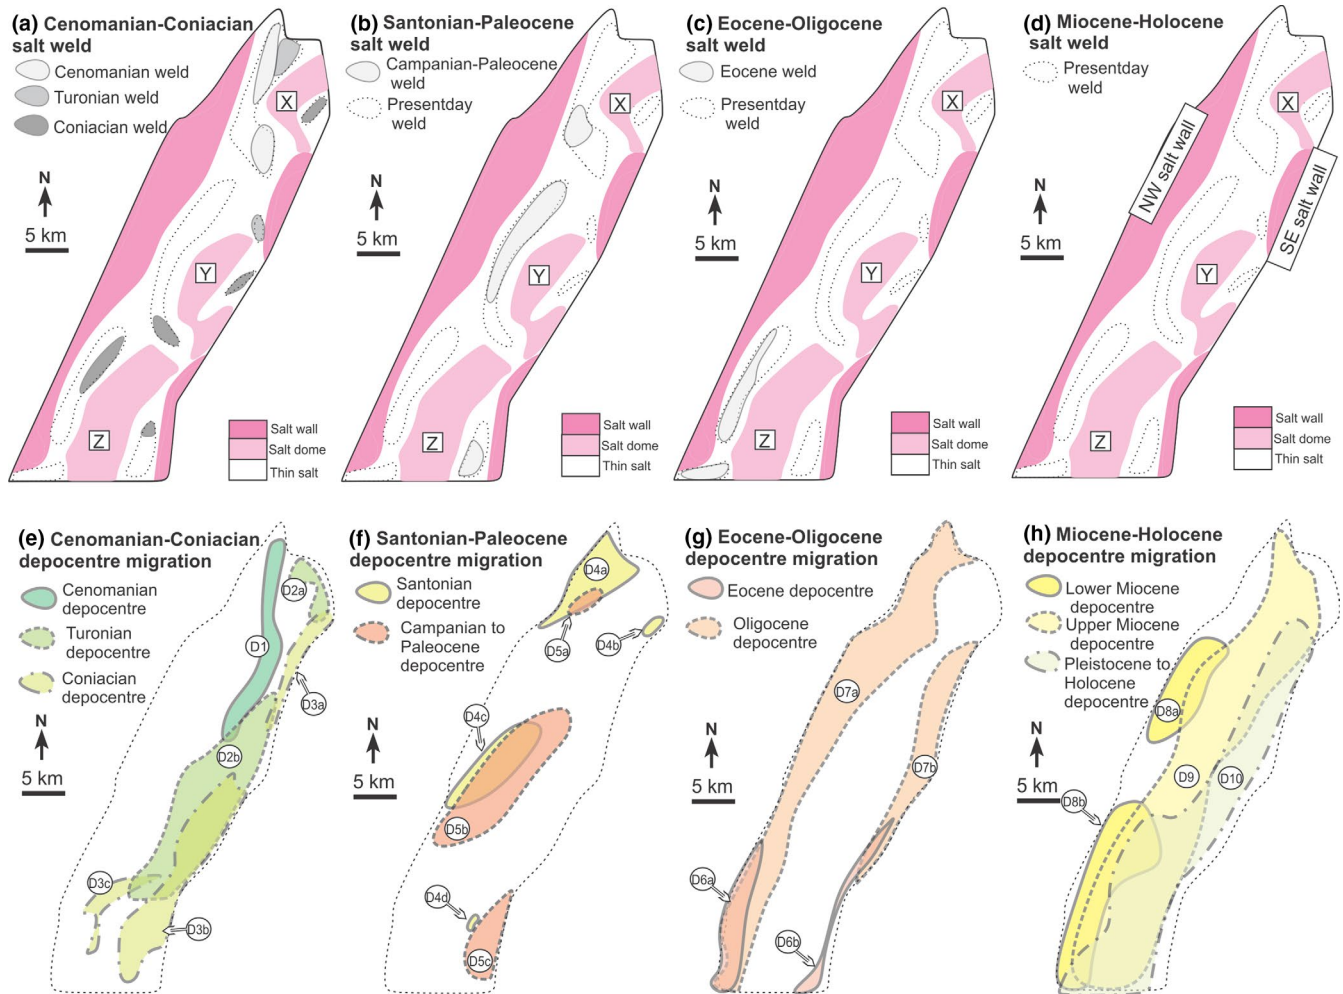 (a) Cenomanian-Coniacian
salt weld
Cenomanian weld
Turonian weld
Coniacian weld
X
N
5 km
Y
Z
Salt wall
Salt dome
Thin salt
(b) Santonian-Paleocene
salt weld
Campanian-Paleocene
weld
Presentday
weld
X
N
5 km
Y
Z
Salt wall
Salt dome
Thin salt
(c) Eocene-Oligocene
salt weld
Eocene weld
Presentday
weld
X
N
5 km
Y
Z
Salt wall
Salt dome
Thin salt
(d) Miocene-Holocene
salt weld
Presentday
weld
X
NW salt wall
SE salt wall
N
5 km
Y
Z
Salt wall
Salt dome
Thin salt
(e) Cenomanian-Coniacian
depocentre migration
Cenomanian
depocentre
Turonian
depocentre
Coniacian
depocentre
D2a
D1
D3a
N
5 km
D2b
D3c
D3b
(f) Santonian-Paleocene
depocentre migration
Santonian
depocentre
Campanian to
Paleocene
depocentre
D4a
D5a
D4b
N
5 km
D4c
D5b
D4d
D5c
(g) Eocene-Oligocene
depocentre migration
Eocene depocentre
Oligocene
depocentre
D7a
N
5 km
D7b
D6a
D6b
(h) Miocene-Holocene
depocentre migration
Lower Miocene
depocentre
Upper Miocene
depocentre
Pleistocene to
Holocene
depocentre
D8a
N
5 km
D9
D10
D8b